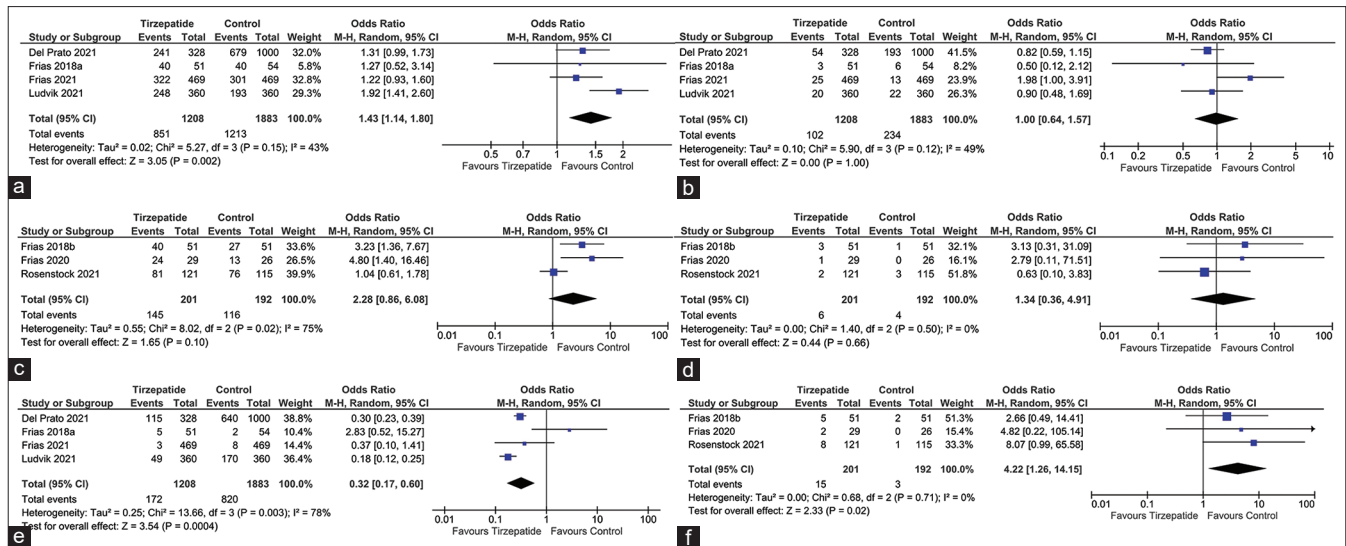 Tirzepatide Control Odds Ratio Odds Ratio
Study or Subgroup Events Total Events Total Weight M-H, Random, 95% CI M-H, Random, 95% CI
Del Prato 2021 241 328 679 1000 32.0% 1.31 [0.99, 1.73]
Frias 2018a 40 51 40 54 5.8% 1.27 [0.52, 3.14]
Frias 2021 322 469 301 469 32.8% 1.22 [0.93, 1.60]
Ludvik 2021 248 360 193 360 29.3% 1.92 [1.41, 2.60]
Total (95% CI) 1208 1883 100.0% 1.43 [1.14, 1.80]
Total events 851 1213
Heterogeneity: Tau² = 0.02; Chi² = 5.27, df = 3 (P = 0.15); I² = 43%
Test for overall effect: Z = 3.05 (P = 0.002)
0.5 0.7 1 1.5 2
Favours Tirzepatide Favours Control
a
Tirzepatide Control Odds Ratio Odds Ratio
Study or Subgroup Events Total Events Total Weight M-H, Random, 95% CI M-H, Random, 95% CI
Del Prato 2021 54 328 193 1000 41.5% 0.82 [0.59, 1.15]
Frias 2018a 3 51 6 54 8.2% 0.50 [0.12, 2.12]
Frias 2021 25 469 13 469 23.9% 1.98 [1.00, 3.91]
Ludvik 2021 20 360 22 360 26.3% 0.90 [0.48, 1.69]
Total (95% CI) 1208 1883 100.0% 1.00 [0.64, 1.57]
Total events 102 234
Heterogeneity: Tau² = 0.10; Chi² = 5.90, df = 3 (P = 0.12); I² = 49%
Test for overall effect: Z = 0.00 (P = 1.00)
0.1 0.2 0.5 1 2 5 10
Favours Tirzepatide Favours Control
b
Tirzepatide Control Odds Ratio Odds Ratio
Study or Subgroup Events Total Events Total Weight M-H, Random, 95% CI M-H, Random, 95% CI
Frias 2018b 40 51 27 51 33.6% 3.23 [1.36, 7.67]
Frias 2020 24 29 13 26 26.5% 4.80 [1.40, 16.46]
Rosenstock 2021 81 121 76 115 39.9% 1.04 [0.61, 1.78]
Total (95% CI) 201 192 100.0% 2.28 [0.86, 6.08]
Total events 145 116
Heterogeneity: Tau² = 0.55; Chi² = 8.02, df = 2 (P = 0.02); I² = 75%
Test for overall effect: Z = 1.65 (P = 0.10)
0.01 0.1 1 10 100
Favours Tirzepatide Favours Control
c
Tirzepatide Control Odds Ratio Odds Ratio
Study or Subgroup Events Total Events Total Weight M-H, Random, 95% CI M-H, Random, 95% CI
Frias 2018b 3 51 1 51 32.1% 3.13 [0.31, 31.09]
Frias 2020 1 29 0 26 16.1% 2.79 [0.11, 71.51]
Rosenstock 2021 2 121 3 115 51.8% 0.63 [0.10, 3.83]
Total (95% CI) 201 192 100.0% 1.34 [0.36, 4.91]
Total events 6 4
Heterogeneity: Tau² = 0.00; Chi² = 1.40, df = 2 (P = 0.50); I² = 0%
Test for overall effect: Z = 0.44 (P = 0.66)
0.01 0.1 1 10 100
Favours Tirzepatide Favours Control
d
Tirzepatide Control Odds Ratio Odds Ratio
Study or Subgroup Events Total Events Total Weight M-H, Random, 95% CI M-H, Random, 95% CI
Del Prato 2021 115 328 640 1000 38.8% 0.30 [0.23, 0.39]
Frias 2018a 5 51 2 54 10.4% 2.83 [0.52, 15.27]
Frias 2021 3 469 8 469 14.4% 0.37 [0.10, 1.41]
Ludvik 2021 49 360 170 360 36.4% 0.18 [0.12, 0.25]
Total (95% CI) 1208 1883 100.0% 0.32 [0.17, 0.60]
Total events 172 820
Heterogeneity: Tau² = 0.25; Chi² = 13.66, df = 3 (P = 0.003); I² = 78%
Test for overall effect: Z = 3.54 (P = 0.0004)
0.01 0.1 1 10 100
Favours Tirzepatide Favours Control
e
Tirzepatide Control Odds Ratio Odds Ratio
Study or Subgroup Events Total Events Total Weight M-H, Random, 95% CI M-H, Random, 95% CI
Frias 2018b 5 51 2 51 51.3% 2.66 [0.49, 14.41]
Frias 2020 2 29 0 26 15.4% 4.82 [0.22, 105.14]
Rosenstock 2021 8 121 1 115 33.3% 8.07 [0.99, 65.58]
Total (95% CI) 201 192 100.0% 4.22 [1.26, 14.15]
Total events 15 3
Heterogeneity: Tau² = 0.00; Chi² = 0.68, df = 2 (P = 0.71); I² = 0%
Test for overall effect: Z = 2.33 (P = 0.02)
0.01 0.1 1 10 100
Favours Tirzepatide Favours Control
f